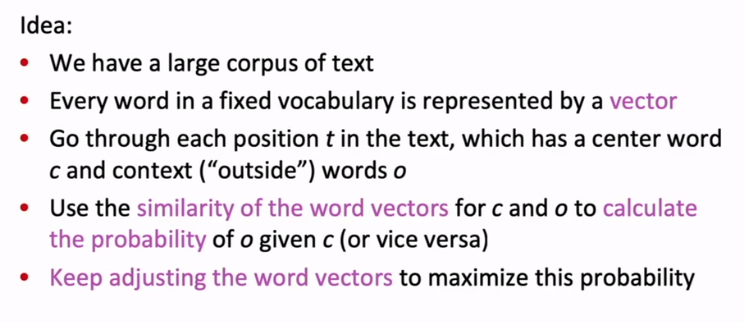 Idea:
• We have a large corpus of text
• Every word in a fixed vocabulary is represented by a vector
• Go through each position t in the text, which has a center word
c and context (“outside”) words o
• Use the similarity of the word vectors for c and o to calculate
the probability of o given c (or vice versa)
• Keep adjusting the word vectors to maximize this probability